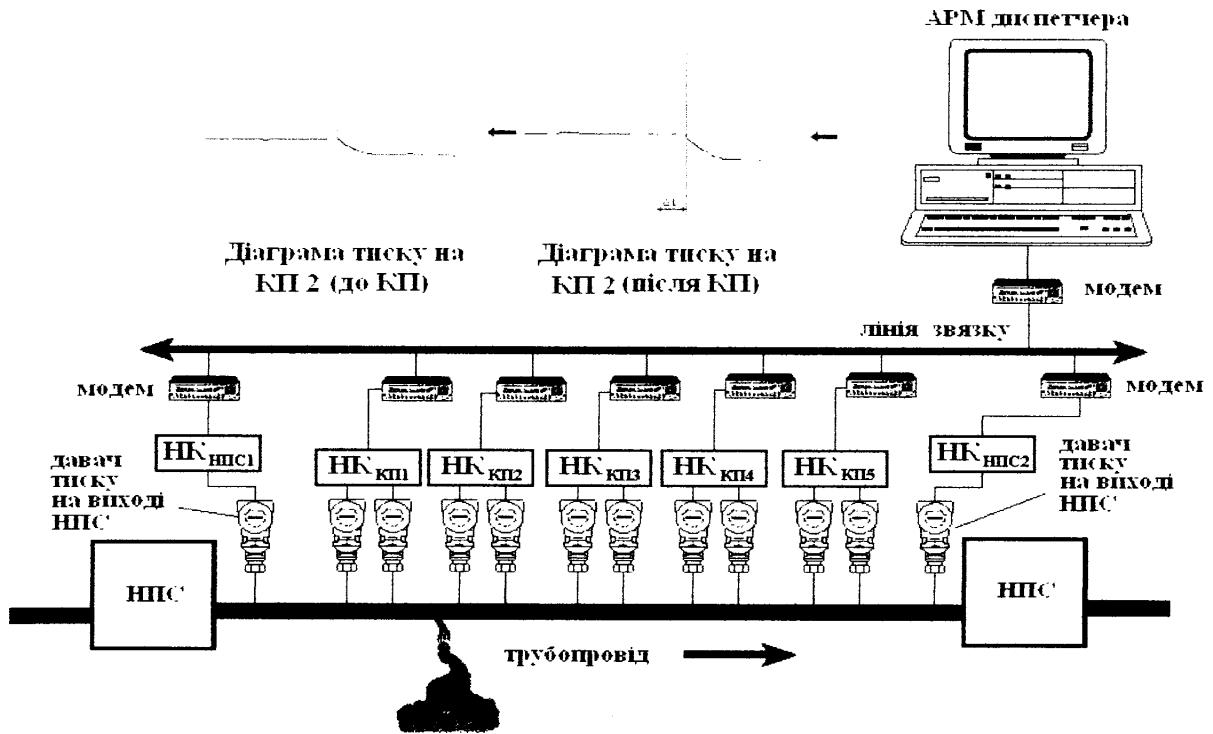 АРМ диспетчера
Δt
Діаграма тиску на
КП 2 (до КП)
Діаграма тиску на
КП 2 (після КП)
модем
лінія звязку
модем
модем
давач
тиску
на виході
НПС
НК НПС1
НК КП1
НК КП2
НК КП3
НК КП4
НК КП5
НК НПС2
давач
тиску
на виході
НПС
НПС
НПС
трубопровід